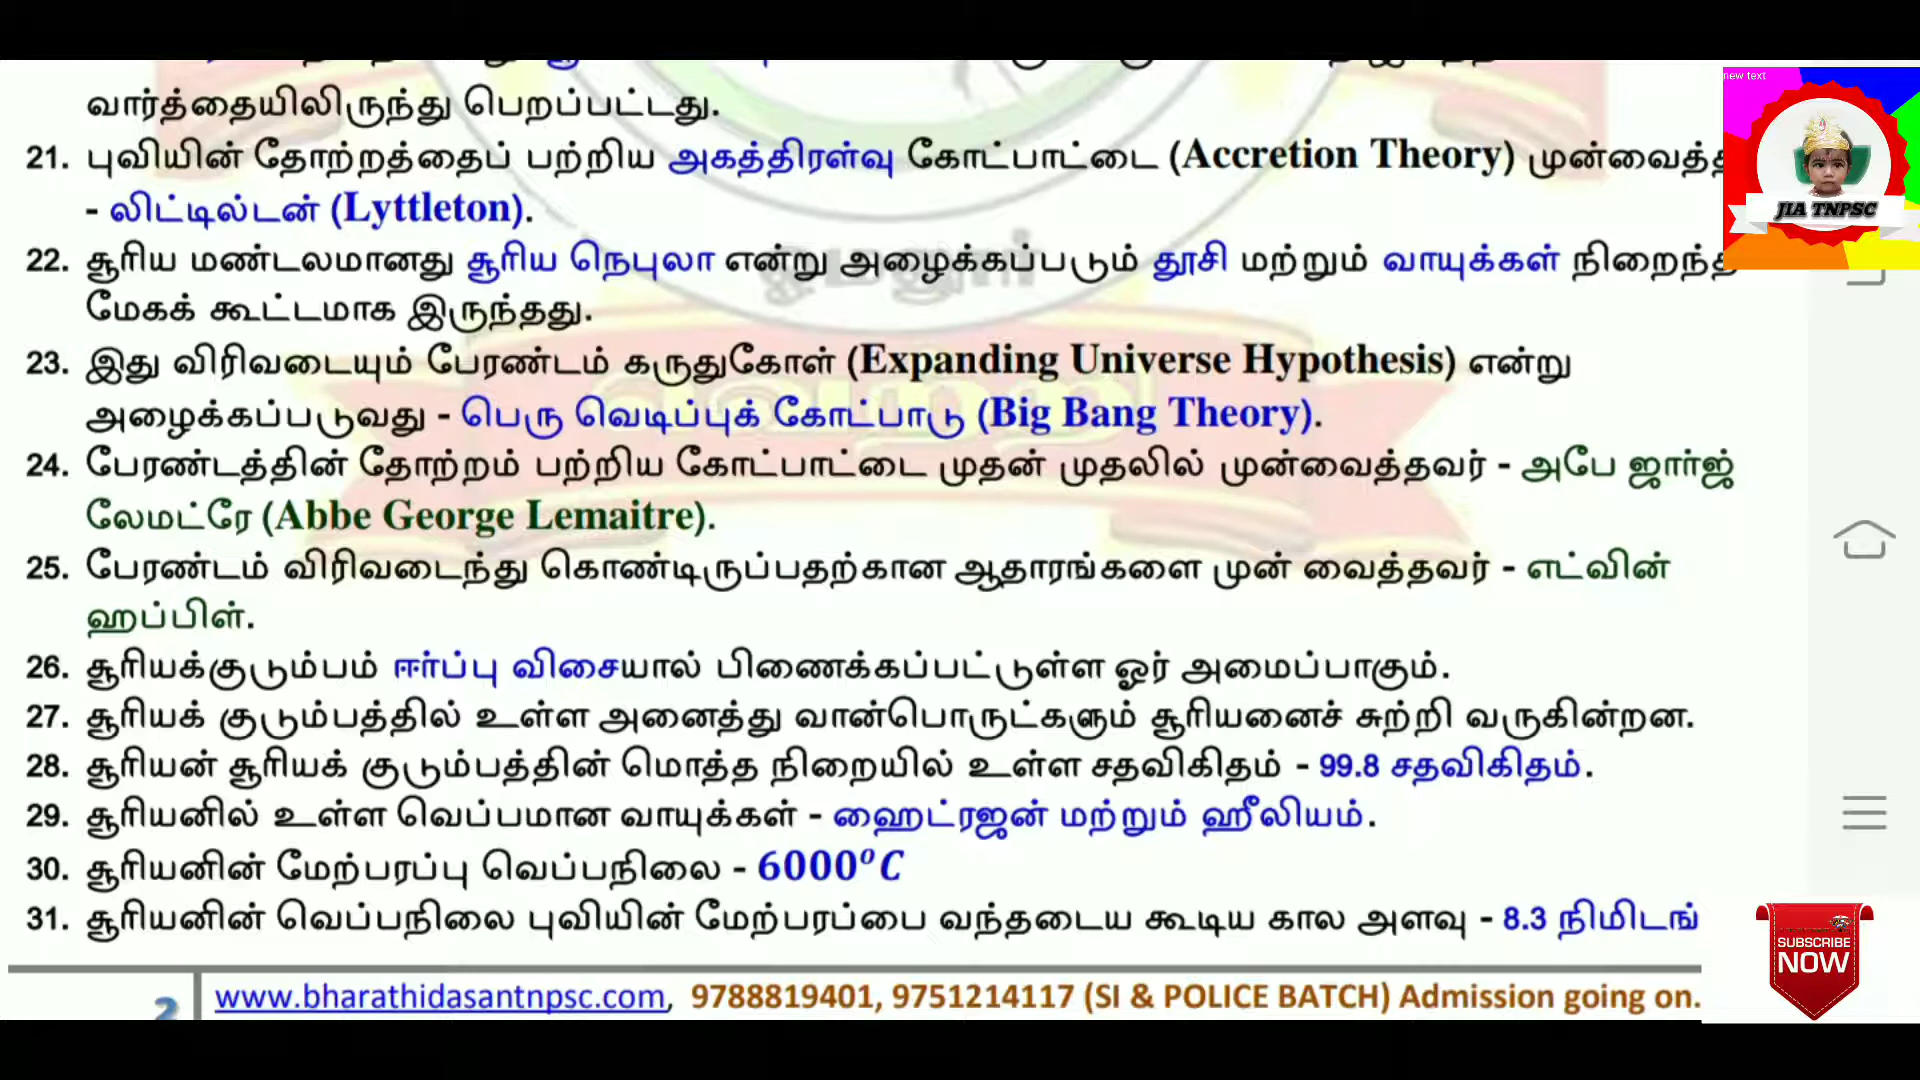 வார்த்தையிலிருந்து பெறப்பட்டது.
21. புவியின் தோற்றத்தைப் பற்றிய அகத்திரள்வு கோட்பாட்டை (Accretion Theory)
- லிட்டில்டன் (Lyttleton).
22. சூரிய மண்டலமானது சூரிய நெபுலா என்று அழைக்கப்படும் தூசி மற்றும் வாயுக்கள் நிறைந்த
மேகக் கூட்டமாக இருந்தது.
23. இது விரிவடையும் பேரண்டம் கருதுகோள் (Expanding Universe Hypothesis) என்று
அழைக்கப்படுவது - பெரு வெடிப்புக் கோட்பாடு (Big Bang Theory).
24. பேரண்டத்தின் தோற்றம் பற்றிய கோட்பாட்டை முதன் முதலில் முன்வைத்தவர் - அபே ஜார்ஜ்
லேமட்ரே (Abbe George Lemaitre).
25. பேரண்டம் விரிவடைந்து கொண்டிருப்பதற்கான ஆதாரங்களை முன் வைத்தவர் - எட்வின்
ஹப்பிள்.
26. சூரியக்குடும்பம் ஈர்ப்பு விசையால் பிணைக்கப்பட்டுள்ள ஓர் அமைப்பாகும்.
27. சூரியக் குடும்பத்தில் உள்ள அனைத்து வான்பொருட்களும் சூரியனைச் சுற்றி வருகின்றன.
28. சூரியன் சூரியக் குடும்பத்தின் மொத்த நிறையில் உள்ள சதவிகிதம் - 99.8 சதவிகிதம்.
29. சூரியனில் உள்ள வெப்பமான வாயுக்கள் - ஹைட்ரஜன் மற்றும் ஹீலியம்.
30. சூரியனின் மேற்பரப்பு வெப்பநிலை - 6000°C
31. சூரியனின் வெப்பநிலை புவியின் மேற்பரப்பை வந்தடைய கூடிய கால அளவு - 8.3 நிமிடங்
2 www.bharathidasantnpsc.com, 9788819401, 9751214117 (SI & POLICE BATCH) Admission going on.
new text
JIA TNPSC
SUBSCRIBE
NOW